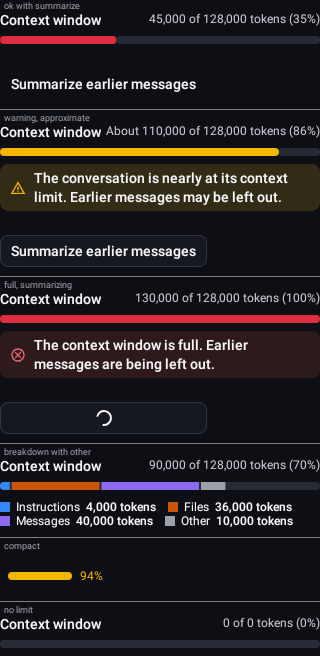 ok with summarize
Context window 45,000 of 128,000 tokens (35%)
Summarize earlier messages
warning, approximate
Context window About 110,000 of 128,000 tokens (86%)
The conversation is nearly at its context
limit. Earlier messages may be left out.
Summarize earlier messages
full, summarizing
Context window 130,000 of 128,000 tokens (100%)
The context window is full. Earlier
messages are being left out.
breakdown with other
Context window 90,000 of 128,000 tokens (70%)
Instructions 4,000 tokens Files 36,000 tokens
Messages 40,000 tokens Other 10,000 tokens
compact
94%
no limit
Context window 0 of 0 tokens (0%)